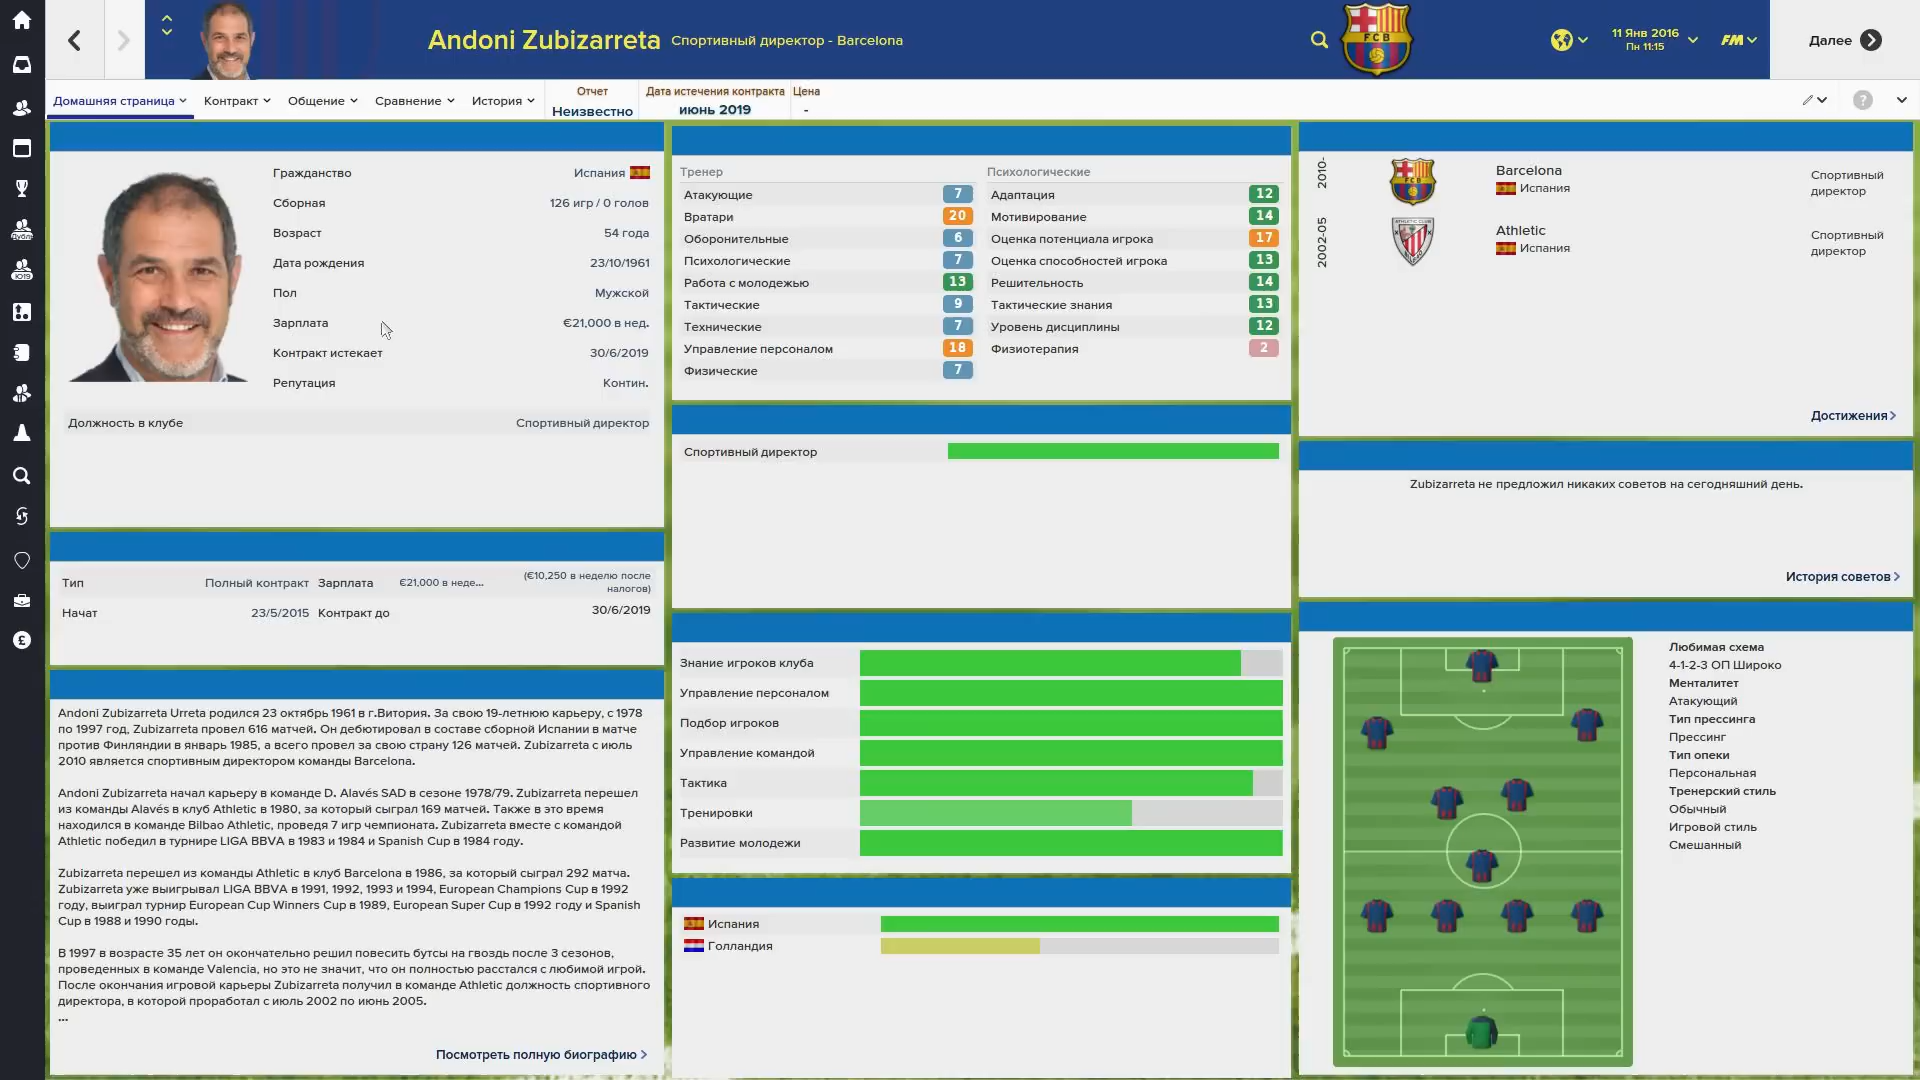 Andoni Zubizarreta Спортивный директор - Barcelona
11 Янв 2016
Пн 11:15
FM
Далее
Домашняя страница Контракт Общение Сравнение История
Отчет
Неизвестно
Дата истечения контракта
июнь 2019
Цена
-
Гражданство Испания
Сборная 126 игр / 0 голов
Возраст 54 года
Дата рождения 23/10/1961
Пол Мужской
Зарплата €21,000 в нед.
Контракт истекает 30/6/2019
Репутация Контин.
Должность в клубе Спортивный директор
Тип Полный контракт Зарплата €21,000 в неде... (€10,250 в неделю после налогов)
Начат 23/5/2015 Контракт до 30/6/2019
Andoni Zubizarreta Urreta родился 23 октябрь 1961 в г.Витория. За свою 19-летнюю карьеру, с 1978
по 1997 год, Zubizarreta провел 616 матчей. Он дебютировал в составе сборной Испании в матче
против Финляндии в январь 1985, а всего провел за свою страну 126 матчей. Zubizarreta с июль
2010 является спортивным директором команды Barcelona.
Andoni Zubizarreta начал карьеру в команде D. Alavés SAD в сезоне 1978/79. Zubizarreta перешел
из команды Alavés в клуб Athletic в 1980, за который сыграл 169 матчей. Также в это время
находился в команде Bilbao Athletic, проведя 7 игр чемпионата. Zubizarreta вместе с командой
Athletic победил в турнире LIGA BBVA в 1983 и 1984 и Spanish Cup в 1984 году.
Zubizarreta перешел из команды Athletic в клуб Barcelona в 1986, за который сыграл 292 матча.
Zubizarreta уже выигрывал LIGA BBVA в 1991, 1992, 1993 и 1994, European Champions Cup в 1992
году, выиграл турнир European Cup Winners Cup в 1989, European Super Cup в 1992 году и Spanish
Cup в 1988 и 1990 годы.
В 1997 в возрасте 35 лет он окончательно решил повесить бутсы на гвоздь после 3 сезонов,
проведенных в команде Valencia, но это не значит, что он полностью расстался с любимой игрой.
После окончания игровой карьеры Zubizarreta получил в команде Athletic должность спортивного
директора, в которой проработал с июль 2002 по июнь 2005.
...
Посмотреть полную биографию
Тренер
Атакующие 7
Вратари 20
Оборонительные 6
Психологические 7
Работа с молодежью 13
Тактические 9
Технические 7
Управление персоналом 18
Физические 7
Психологические
Адаптация 12
Мотивирование 14
Оценка потенциала игрока 17
Оценка способностей игрока 13
Решительность 14
Тактические знания 13
Уровень дисциплины 12
Физиотерапия 2
Спортивный директор
Знание игроков клуба
Управление персоналом
Подбор игроков
Управление командой
Тактика
Тренировки
Развитие молодежи
Испания
Голландия
2010-
Barcelona
Испания
Спортивный
директор
2002-05
Athletic
Испания
Спортивный
директор
Достижения
Zubizarreta не предложил никаких советов на сегодняшний день.
История советов
Любимая схема
4-1-2-3 ОП Широко
Менталитет
Атакующий
Тип прессинга
Прессинг
Тип опеки
Персональная
Тренерский стиль
Обычный
Игровой стиль
Смешанный